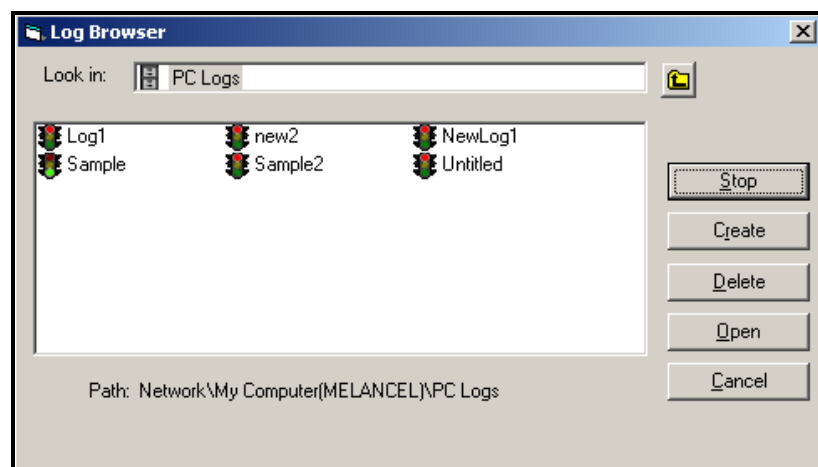 Log Browser
Look in: PC Logs
Log1 new2 NewLog1
Sample Sample2 Untitled
Stop
Create
Delete
Open
Cancel
Path: Network\My Computer(MELANCEL)\PC Logs